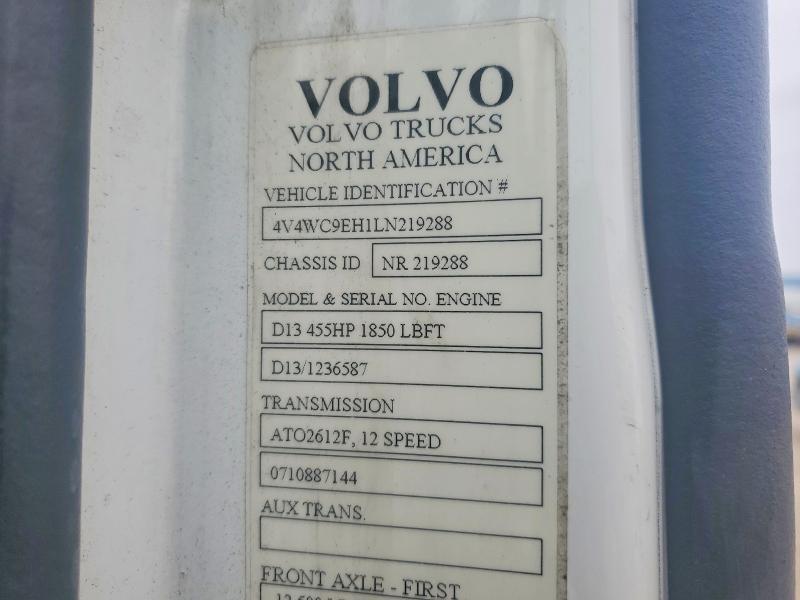 VOLVO
VOLVO TRUCKS
NORTH AMERICA
VEHICLE IDENTIFICATION #
4V4WC9EH1LN219288
CHASSIS ID NR 219288
MODEL & SERIAL NO. ENGINE
D13 455HP 1850 LBFT
D13/1236587
TRANSMISSION
ATO2612F, 12 SPEED
0710887144
AUX TRANS.
FRONT AXLE - FIRST